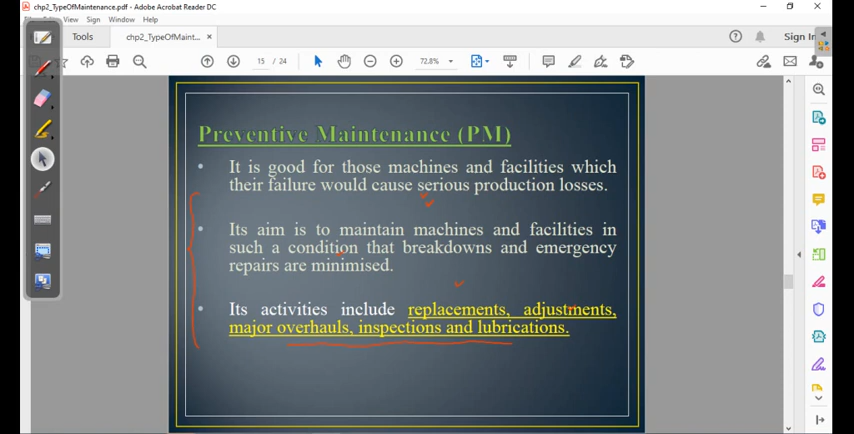 chp2_TypeOfMaint....pdf - Adobe Acrobat Reader DC
File Edit View Sign Window Help
Tools
chp2_TypeOfMaint... ×
Sign In
15 / 24
72.8%
Preventive Maintenance (PM)
• It is good for those machines and facilities which
their failure would cause serious production losses.
• Its aim is to maintain machines and facilities in
such a condition that breakdowns and emergency
repairs are minimised.
• Its activities include replacements, adjustments,
major overhauls, inspections and lubrications.